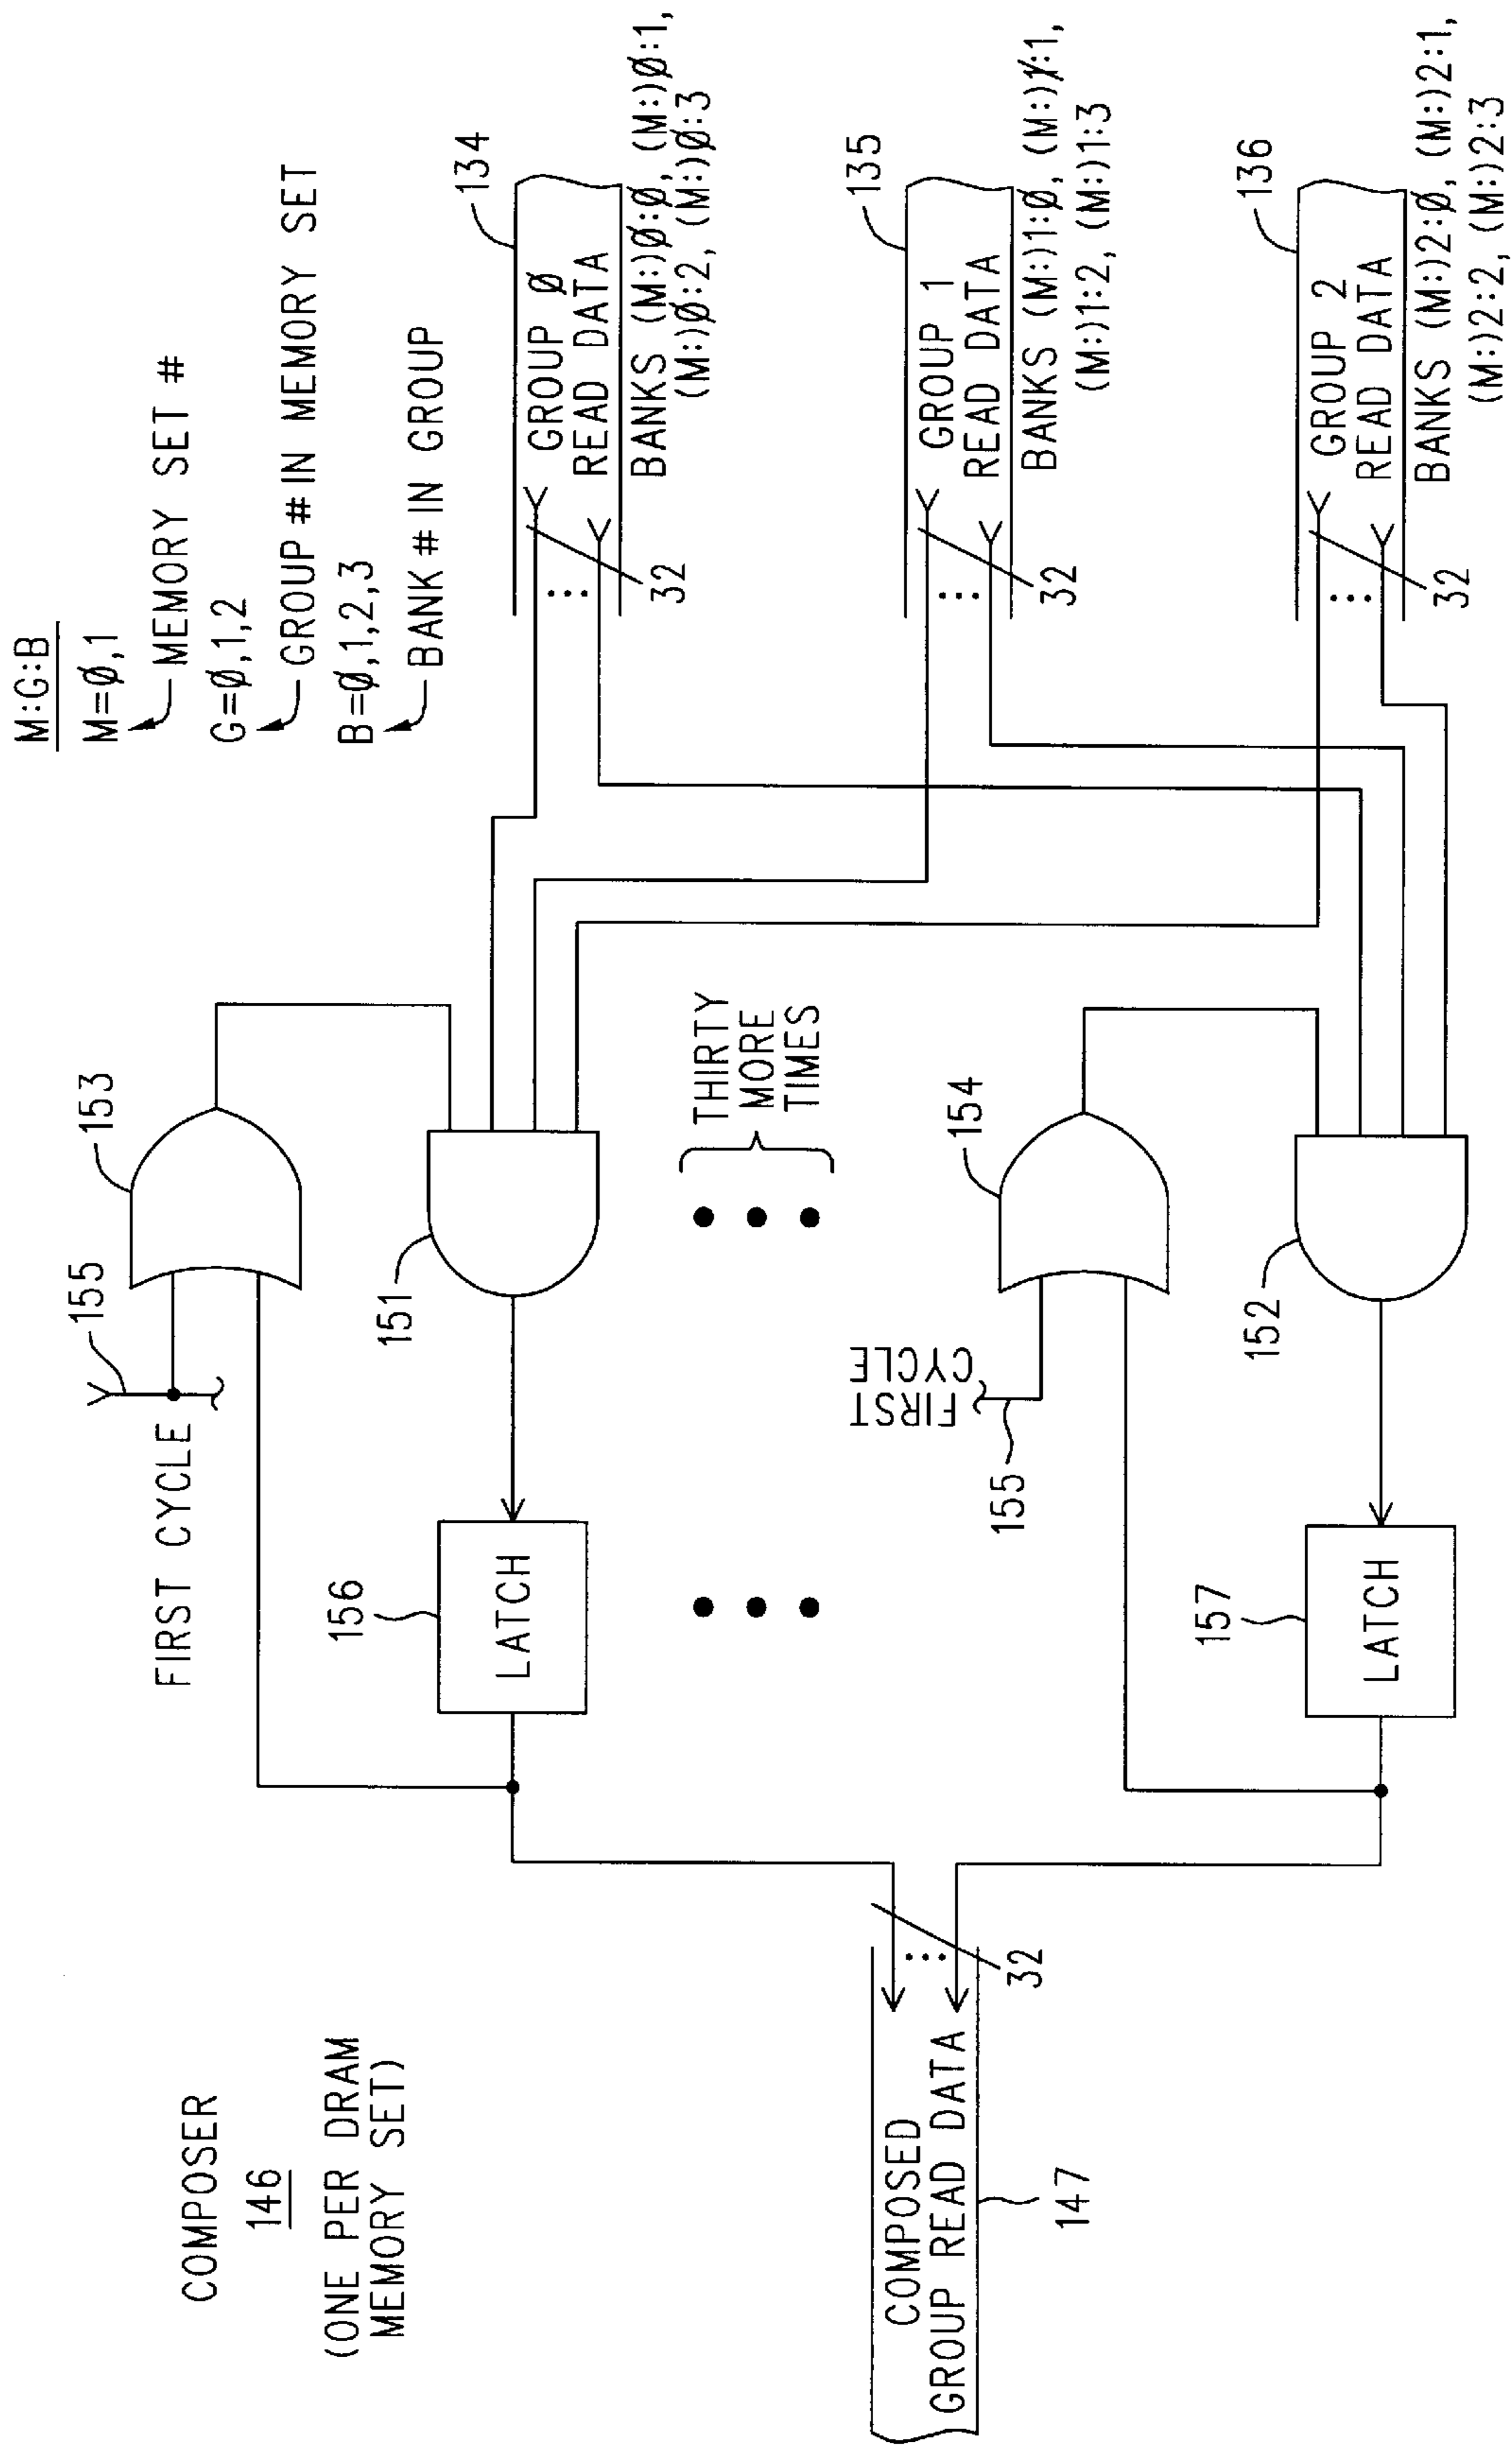 COMPOSER
146
(ONE PER DRAM
MEMORY SET)
FIRST CYCLE
155
153
156
LATCH
151
THIRTY
MORE
TIMES
FIRST
CYCLE
155
154
157
LATCH
152
COMPOSED
GROUP READ DATA
32
147
M:G:B
M=Ø,1
MEMORY SET #
G=Ø,1,2
GROUP # IN MEMORY SET
B=Ø,1,2,3
BANK # IN GROUP
134
GROUP Ø
READ DATA
32
BANKS (M:)Ø:Ø, (M:)Ø:1,
(M:)Ø:2, (M:)Ø:3
135
GROUP 1
READ DATA
32
BANKS (M:)1:Ø, (M:)1:1,
(M:)1:2, (M:)1:3
136
GROUP 2
READ DATA
32
BANKS (M:)2:Ø, (M:)2:1,
(M:)2:2, (M:)2:3